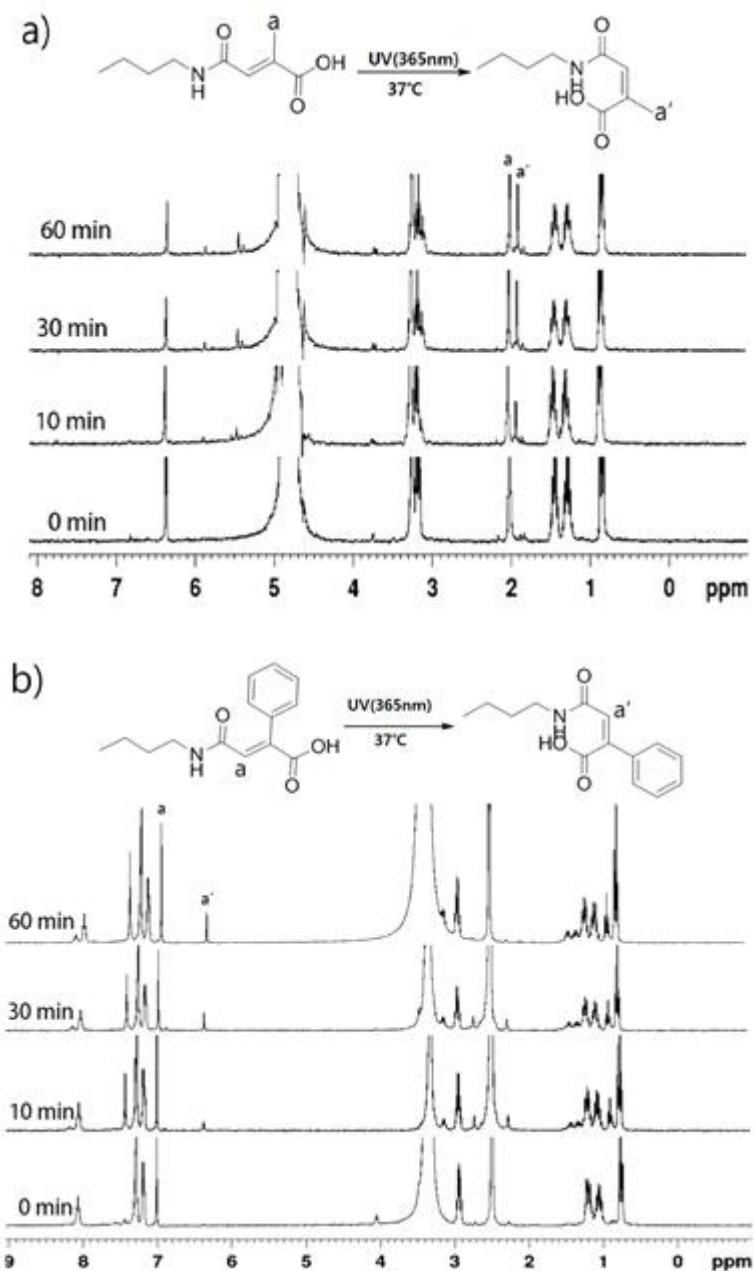 a)
a
O
OH
N
H
O
UV(365nm)
37℃
O
N
H
HO
a'
O
a a'
60 min
30 min
10 min
0 min
8 7 6 5 4 3 2 1 0 ppm
b)
O
OH
N
H
a
O
UV(365nm)
37℃
O
N
H
a'
HO
O
a
a'
60 min
30 min
10 min
0 min
9 8 7 6 5 4 3 2 1 0 ppm